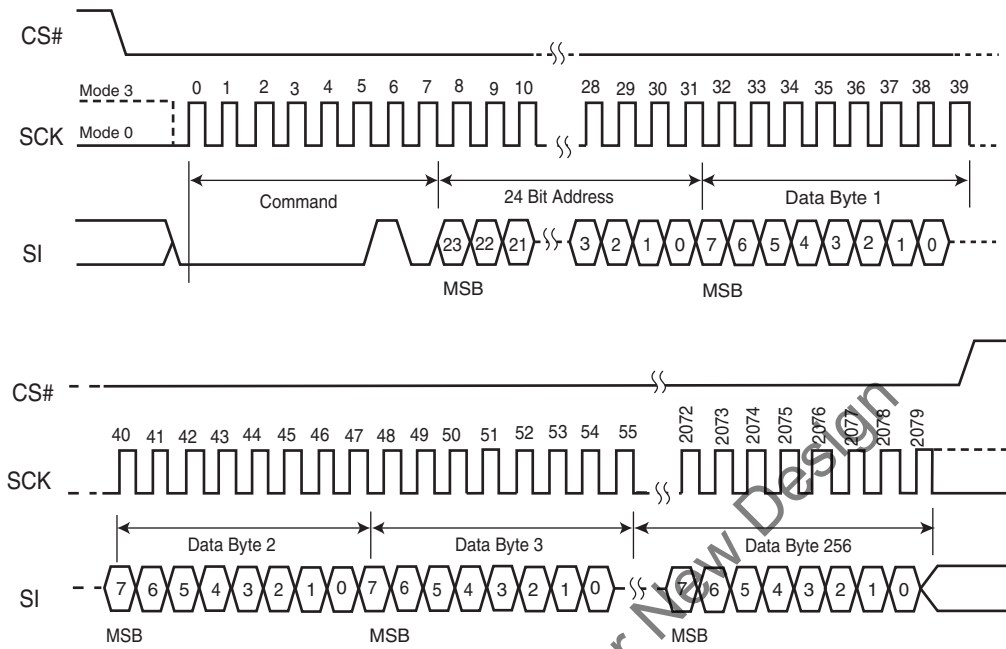 CS#
Mode 3
0 1 2 3 4 5 6 7 8 9 10 28 29 30 31 32 33 34 35 36 37 38 39
SCK
Mode 0
Command
24 Bit Address
Data Byte 1
SI
23 22 21 3 2 1 0 7 6 5 4 3 2 1 0
MSB
MSB
CS#
40 41 42 43 44 45 46 47 48 49 50 51 52 53 54 55 2072 2073 2074 2075 2076 2077 2078 2079
SCK
Data Byte 2
Data Byte 3
Data Byte 256
SI
7 6 5 4 3 2 1 0 7 6 5 4 3 2 1 0 7 6 5 4 3 2 1 0
MSB
MSB
MSB
New Design